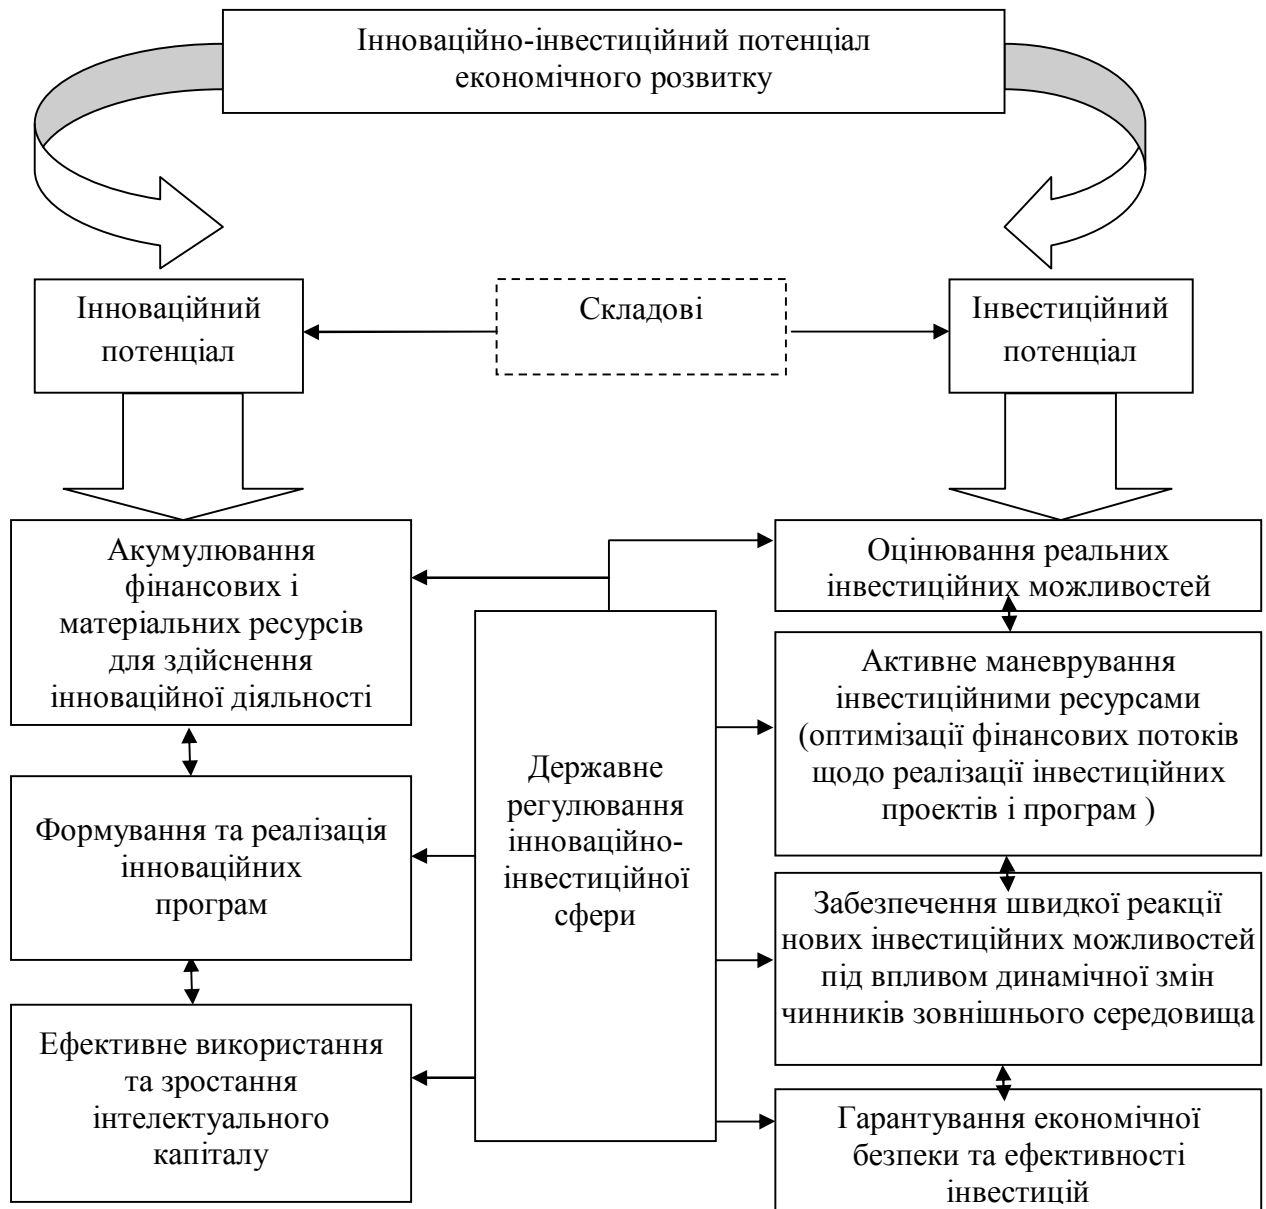 Інноваційно-інвестиційний потенціал
економічного розвитку
Інноваційний
потенціал
Складові
Інвестиційний
потенціал
Акумулювання
фінансових і
матеріальних ресурсів
для здійснення
інноваційної діяльності
Формування та реалізація
інноваційних
програм
Ефективне використання
та зростання
інтелектуального
капіталу
Державне
регулювання
інноваційно-
інвестиційної
сфери
Оцінювання реальних
інвестиційних можливостей
Активне маневрування
інвестиційними ресурсами
(оптимізації фінансових потоків
щодо реалізації інвестиційних
проектів і програм )
Забезпечення швидкої реакції
нових інвестиційних можливостей
під впливом динамічної змін
чинників зовнішнього середовища
Гарантування економічної
безпеки та ефективності
інвестицій